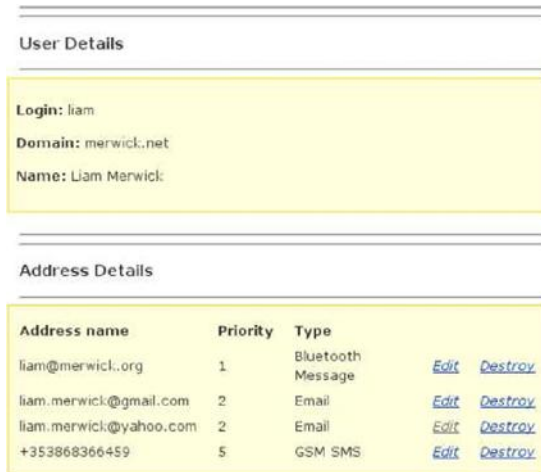 User Details
Login: liam
Domain: merwick.net
Name: Liam Merwick
Address Details
Address name Priority Type
liam@merwick.org 1 Bluetooth Message Edit Destroy
liam.merwick@gmail.com 2 Email Edit Destroy
liam.merwick@yahoo.com 2 Email Edit Destroy
+353868366459 5 GSM SMS Edit Destroy